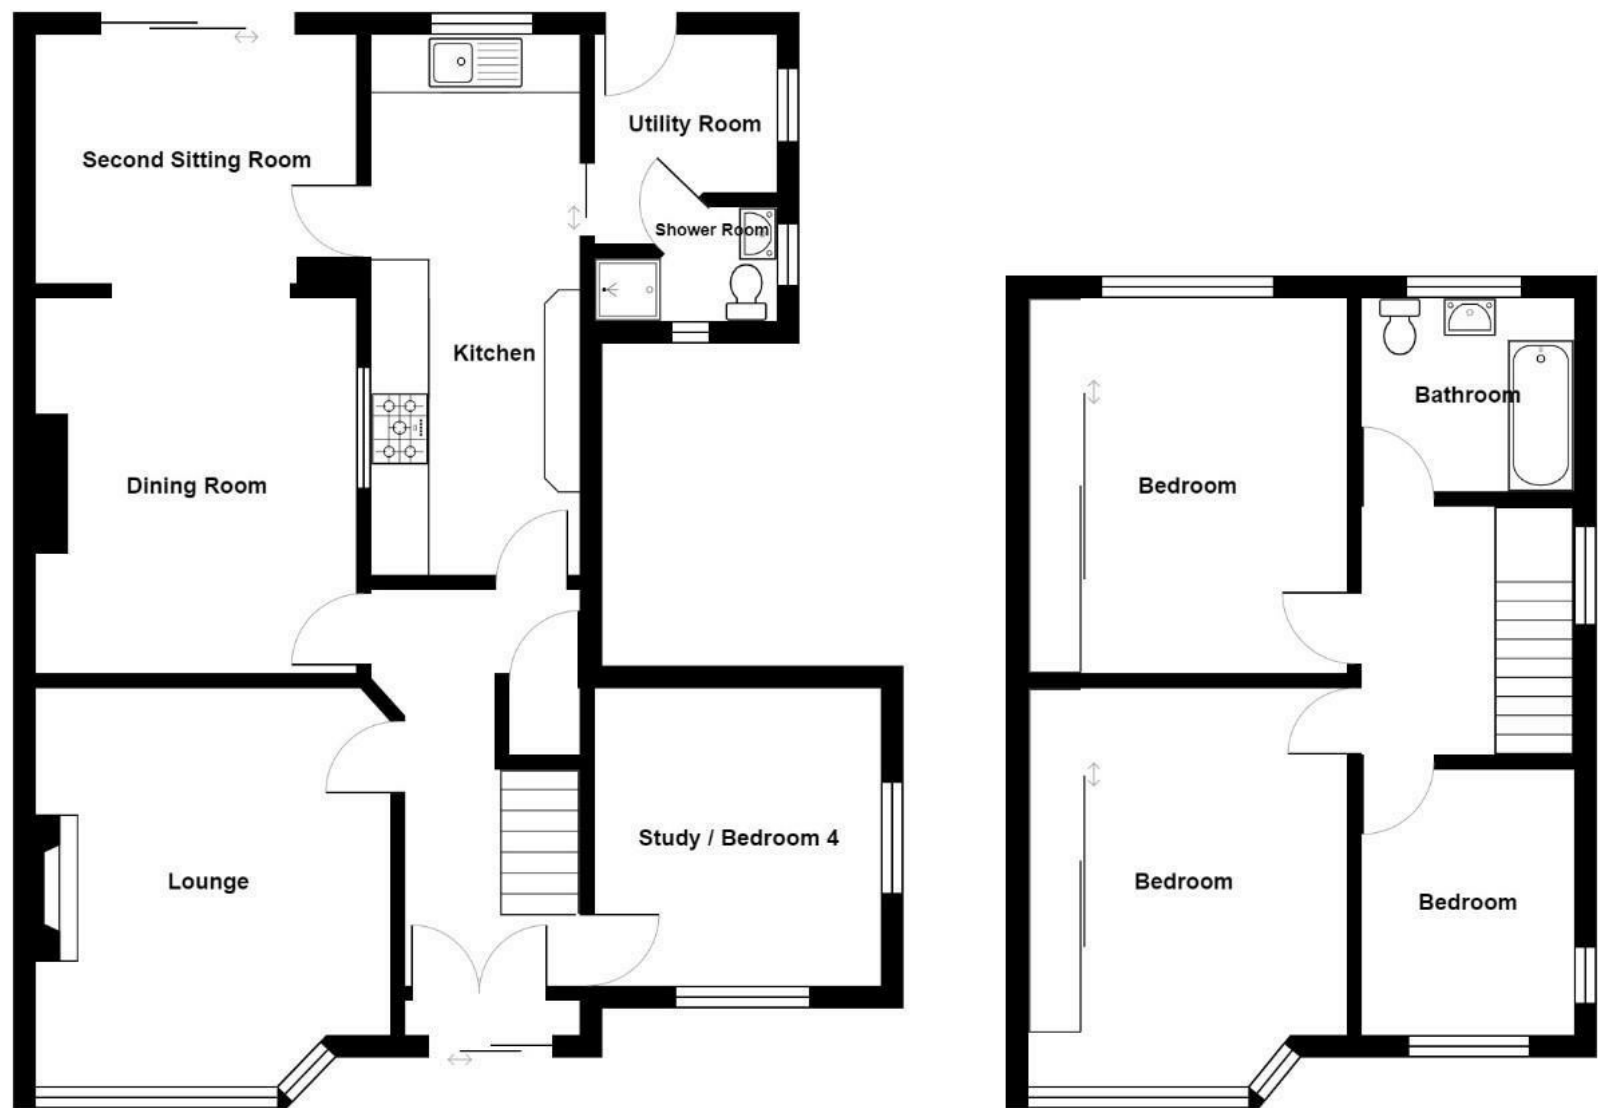 Second Sitting Room
Utility Room
Shower Room
Kitchen
Dining Room
Lounge
Study / Bedroom 4
Bathroom
Bedroom
Bedroom
Bedroom